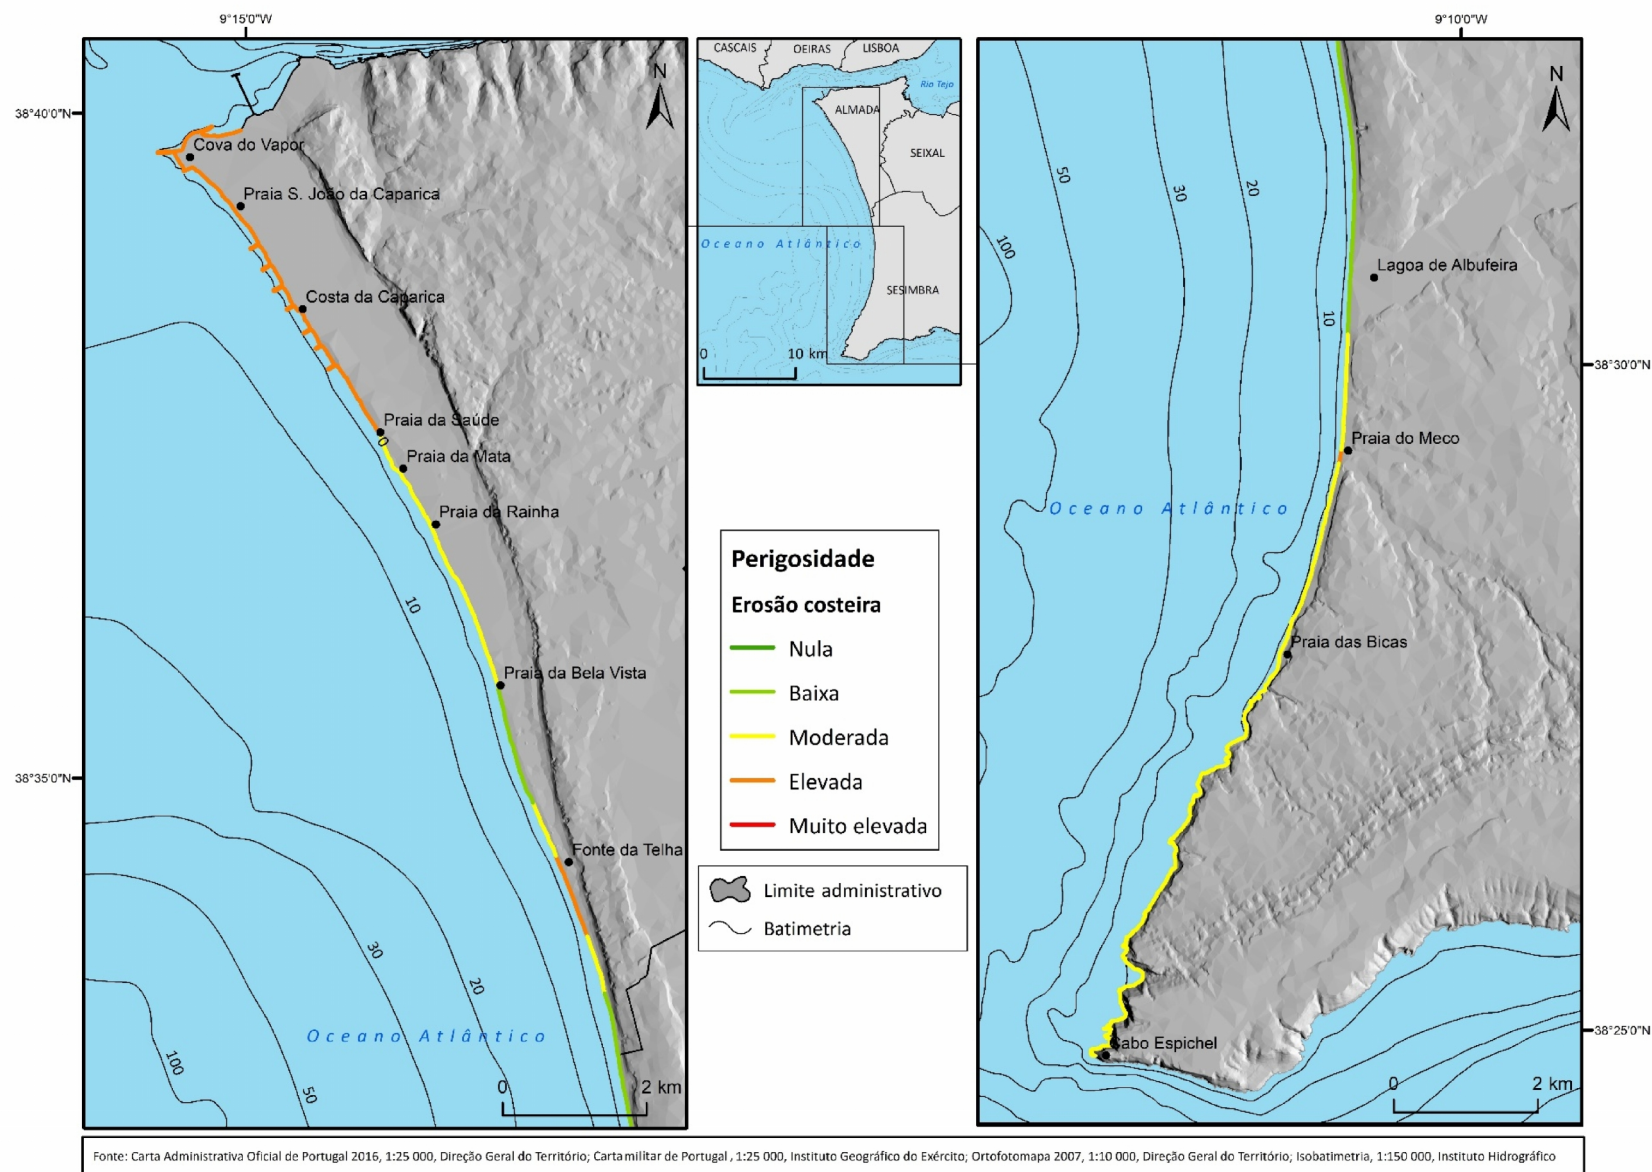 9°15'0"W
9°10'0"W
38°40'0"N
38°35'0"N
N
Cova do Vapor
Praia S. João da Caparica
Costa da Caparica
Praia da Saúde
0
Praia da Mata
Praia da Rainha
10
Praia da Bela Vista
Fonte da Telha
30
20
Oceano Atlântico
100
50
0 2 km
CASCAIS OEIRAS LISBOA
Rio Tejo
ALMADA
SEIXAL
Oceano Atlântico
SESIMBRA
0 10 km
Perigosidade
Erosão costeira
Nula
Baixa
Moderada
Elevada
Muito elevada
Limite administrativo
Batimetria
N
50
30
20
100
Lagoa de Albufeira
10
38°30'0"N
Praia do Meco
Oceano Atlântico
Praia das Bicas
38°25'0"N
Cabo Espichel
0 2 km
Fonte: Carta Administrativa Oficial de Portugal 2016, 1:25 000, Direção Geral do Território; Carta militar de Portugal , 1:25 000, Instituto Geográfico do Exército; Ortofotomapa 2007, 1:10 000, Direção Geral do Território; Isobatimetria, 1:150 000, Instituto Hidrográfico